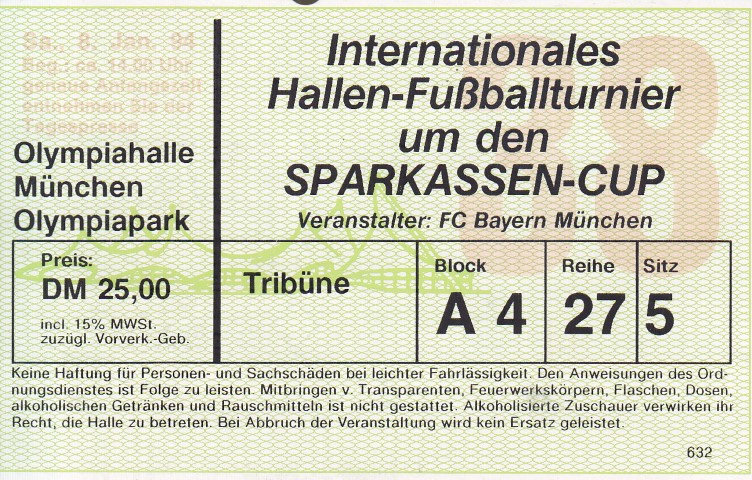 Sa., 8. Jan. 94
Beg.: ca. 14.00 Uhr
genaue Anfangszeit
entnehmen Sie der
Tagespresse
Olympiahalle
München
Olympiapark
88
Internationales
Hallen-Fußballturnier
um den
SPARKASSEN-CUP
Veranstalter: FC Bayern München
Preis:
DM 25,00
incl. 15% MWSt.
zuzügl. Vorverk.-Geb.
Tribüne
Block
A 4
Reihe
27
Sitz
5
Keine Haftung für Personen- und Sachschäden bei leichter Fahrlässigkeit. Den Anweisungen des Ord-
nungsdienstes ist Folge zu leisten. Mitbringen v. Transparenten, Feuerwerkskörpern, Flaschen, Dosen,
alkoholischen Getränken und Rauschmitteln ist nicht gestattet. Alkoholisierte Zuschauer verwirken ihr
Recht, die Halle zu betreten. Bei Abbruch der Veranstaltung wird kein Ersatz geleistet.
632